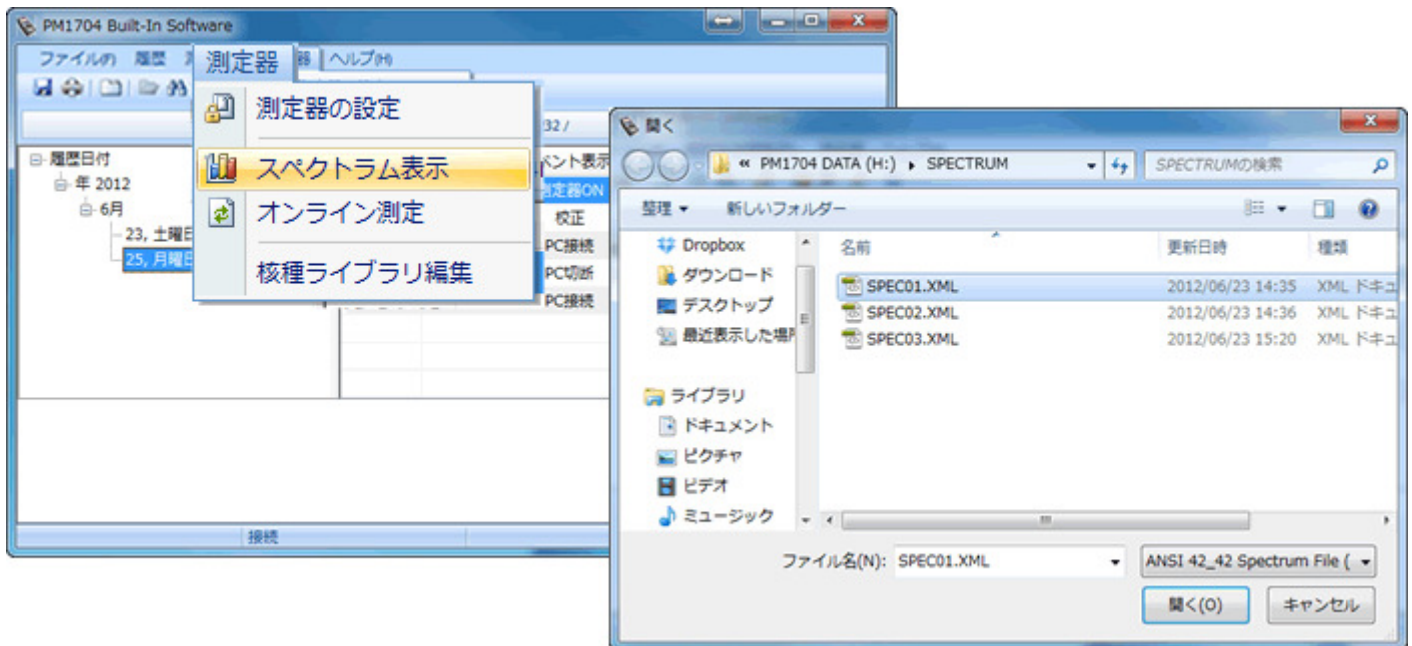 PM1704 Built-In Software
ファイル(F) 履歴 測定器 ヘルプ(H)
測定器の設定
スペクトラム表示
オンライン測定
核種ライブラリ編集
32 /
履歴日付
年 2012
6月
23, 土曜日
25, 月曜日
ベント表示
測定器ON
校正
PC接続
PC切断
PC接続
接続
開く
« PM1704 DATA (H:) ▸ SPECTRUM
SPECTRUMの検索
整理 ▼ 新しいフォルダー
Dropbox
ダウンロード
デスクトップ
最近表示した場所
ライブラリ
ドキュメント
ピクチャ
ビデオ
ミュージック
名前 更新日時 種類
SPEC01.XML 2012/06/23 14:35 XML ドキュ
SPEC02.XML 2012/06/23 14:36 XML ドキュ
SPEC03.XML 2012/06/23 15:20 XML ドキュ
ファイル名(N): SPEC01.XML
ANSI 42_42 Spectrum File (
開く(O) キャンセル